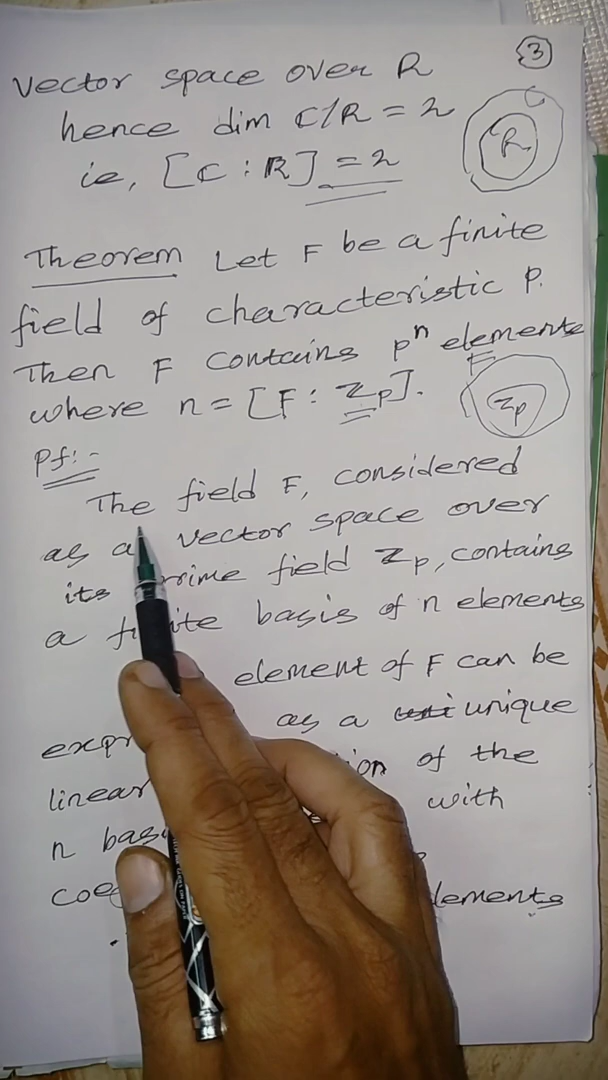 3
Vector space over R
hence dim C/R = 2
ie, [C : R] = 2
C
R
Theorem Let F be a finite
field of characteristic p.
Then F contains pⁿ elements
where n = [F : Zp].
F
Zp
Pf:-
The field F, considered
as a vector space over
its prime field Zp, contains
a finite basis of n elements
element of F can be
as a unique
linear of the
n with
elements